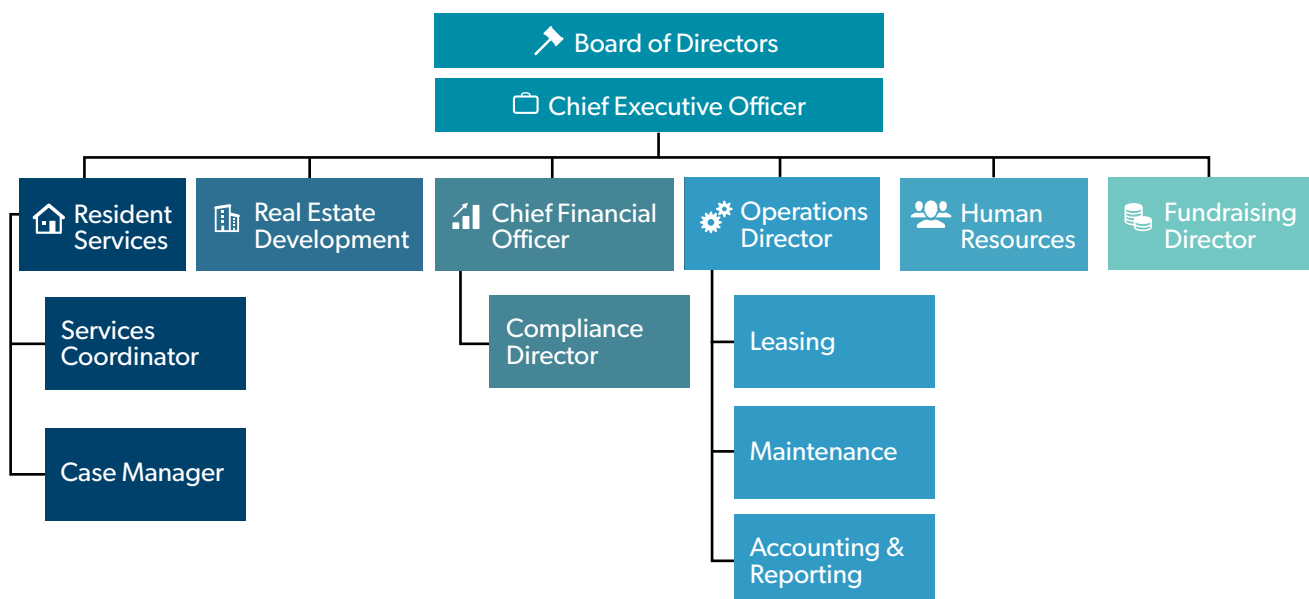 Board of Directors
Chief Executive Officer
Resident
Services
Real Estate
Development
Chief Financial
Officer
Operations
Director
Human
Resources
Fundraising
Director
Services
Coordinator
Case Manager
Compliance
Director
Leasing
Maintenance
Accounting &
Reporting